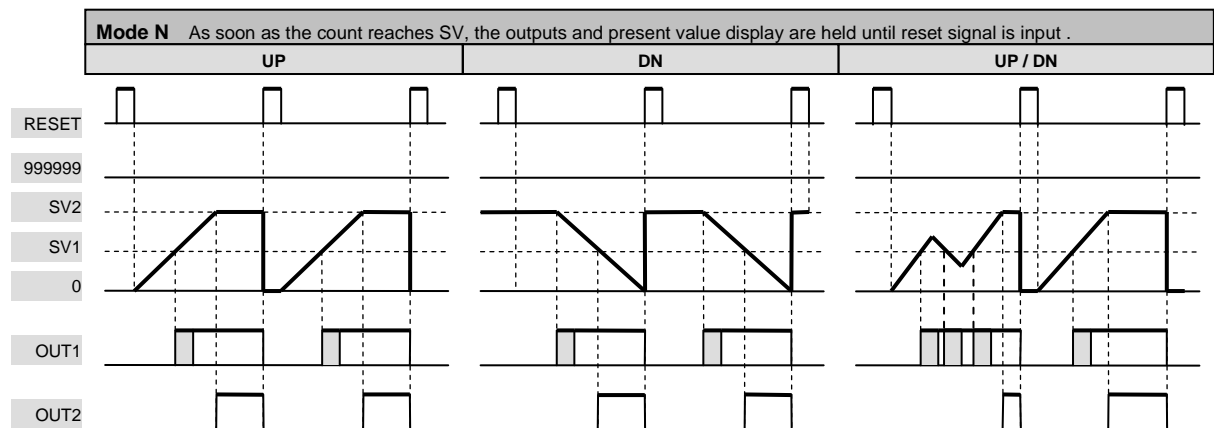 Mode N As soon as the count reaches SV, the outputs and present value display are held until reset signal is input .
UP DN UP / DN
RESET
999999
SV2
SV1
0
OUT1
OUT2